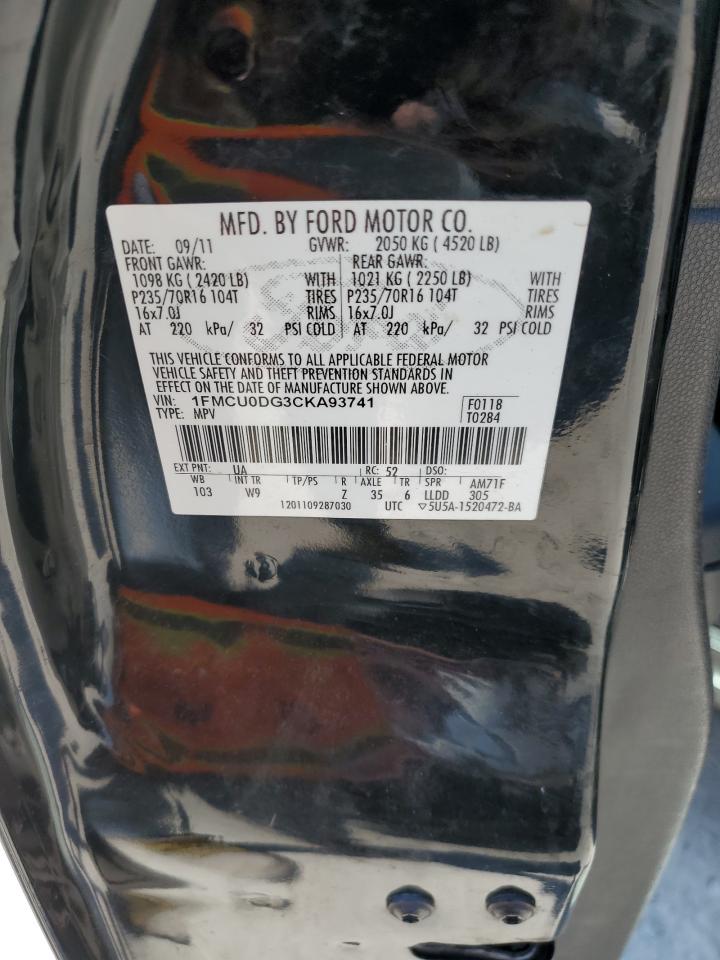 MFD. BY FORD MOTOR CO.
DATE: 09/11 GVWR: 2050 KG ( 4520 LB)
FRONT GAWR: REAR GAWR:
1098 KG ( 2420 LB) WITH 1021 KG ( 2250 LB) WITH
P235/70R16 104T TIRES P235/70R16 104T TIRES
16x7.0J RIMS 16x7.0J RIMS
AT 220 kPa/ 32 PSI COLD AT 220 kPa/ 32 PSI COLD
THIS VEHICLE CONFORMS TO ALL APPLICABLE FEDERAL MOTOR
VEHICLE SAFETY AND THEFT PREVENTION STANDARDS IN
EFFECT ON THE DATE OF MANUFACTURE SHOWN ABOVE.
VIN: 1FMCU0DG3CKA93741 F0118
TYPE: MPV T0284
EXT PNT: UA RC: 52 DSO:
WB INT TR TP/PS R AXLE TR SPR AM71F
103 W9 Z 35 6 LLDD 305
1201109287030 UTC ▽5U5A-1520472-BA